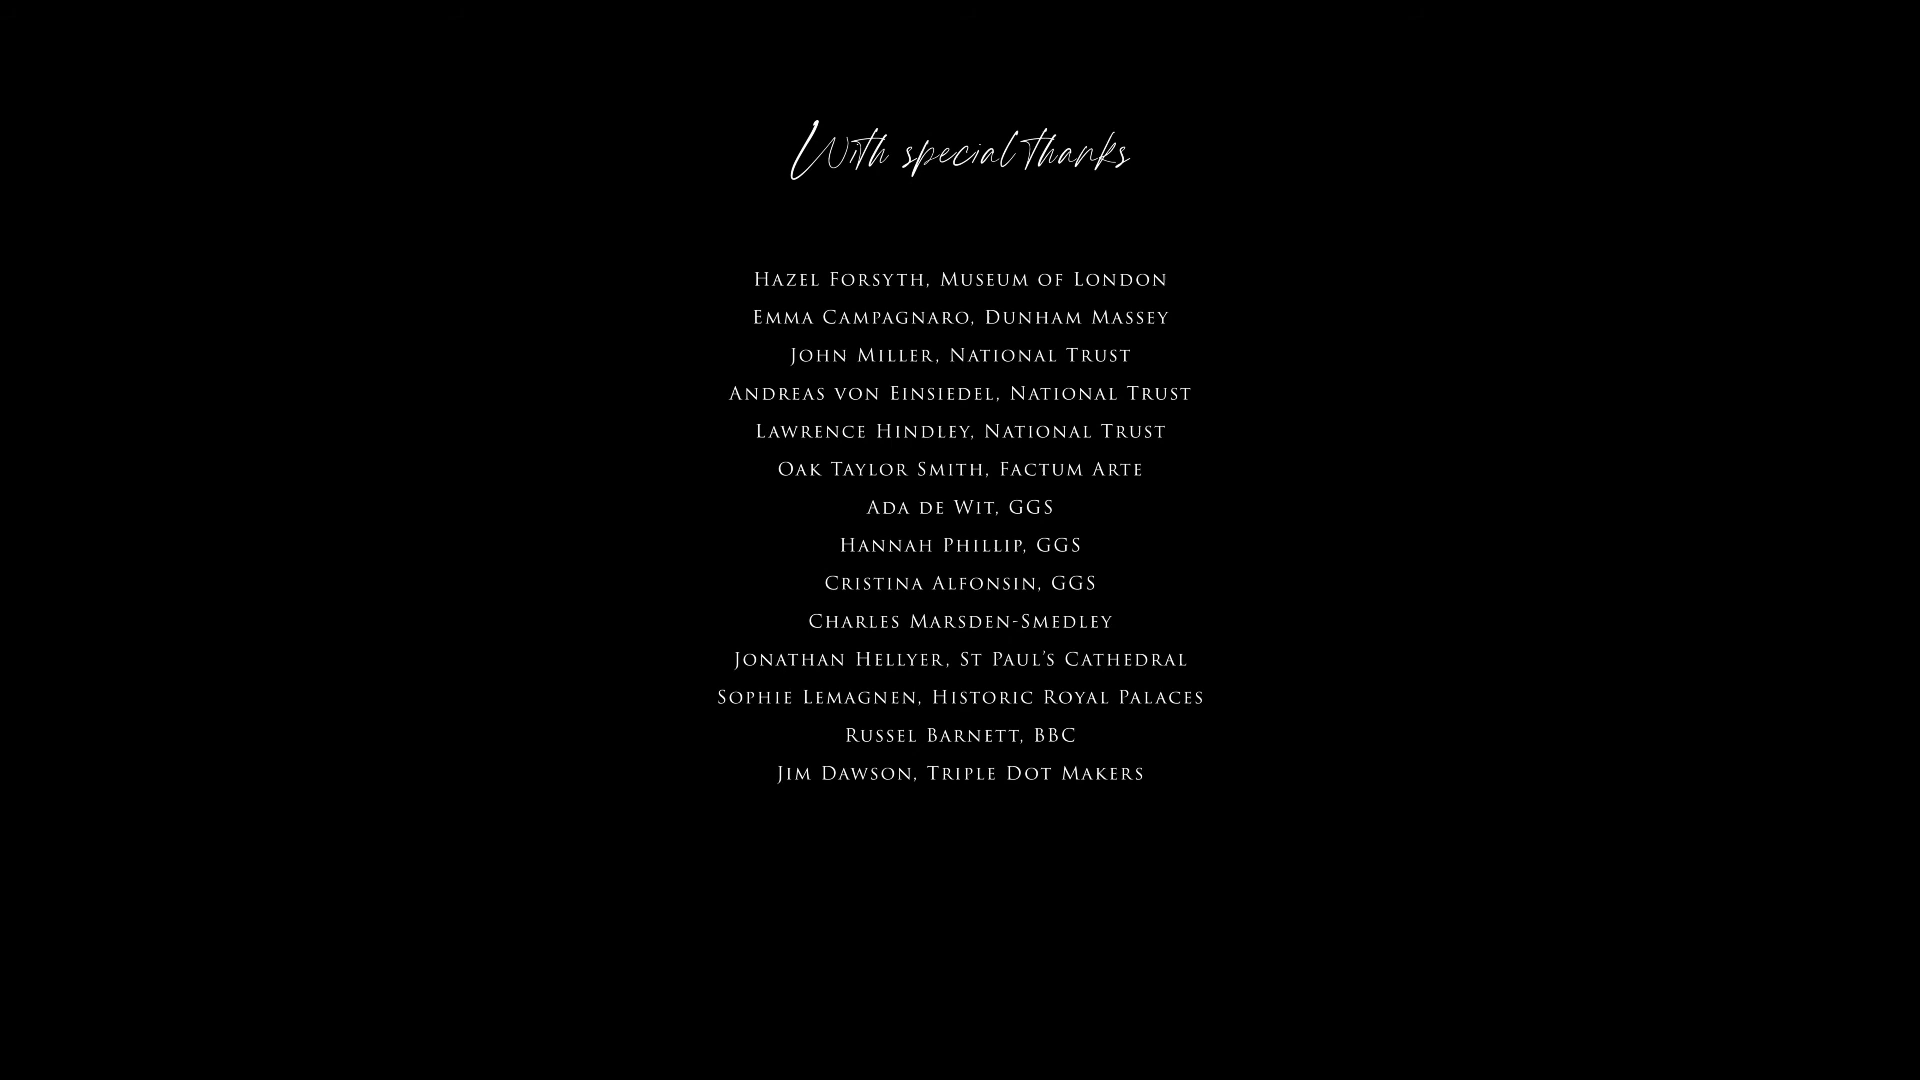 With special thanks
Hazel Forsyth, Museum of London
Emma Campagnaro, Dunham Massey
John Miller, National Trust
Andreas von Einsiedel, National Trust
Lawrence Hindley, National Trust
Oak Taylor Smith, Factum Arte
Ada de Wit, GGS
Hannah Phillip, GGS
Cristina Alfonsin, GGS
Charles Marsden-Smedley
Jonathan Hellyer, St Paul’s Cathedral
Sophie Lemagnen, Historic Royal Palaces
Russel Barnett, BBC
Jim Dawson, Triple Dot Makers